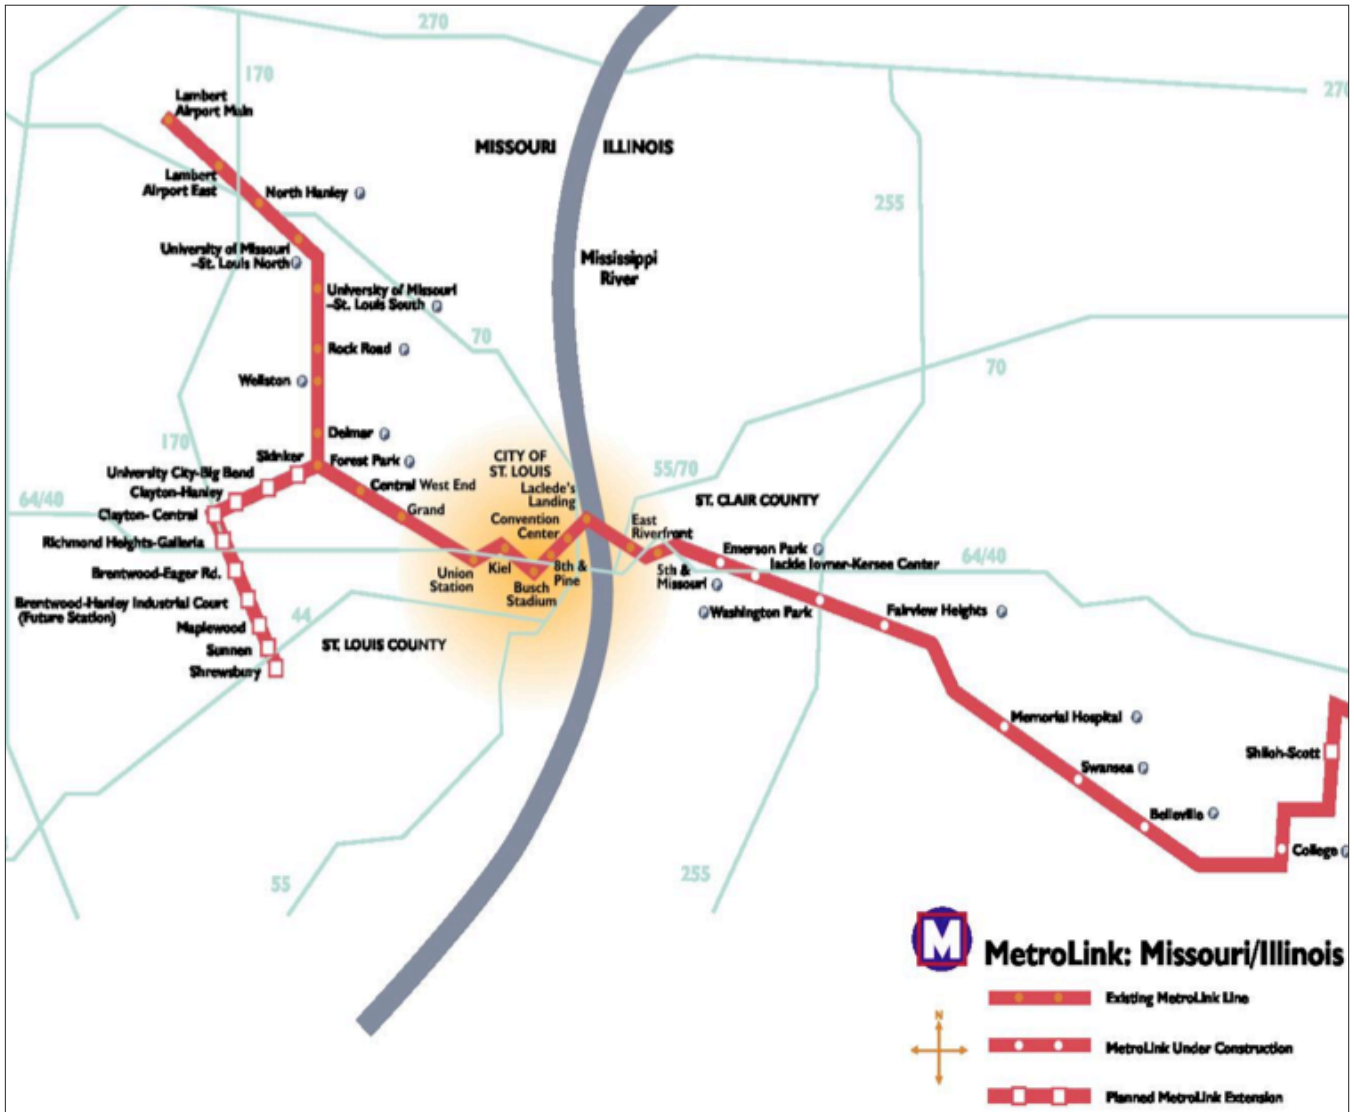 270
170
270
Lambert
Airport Main
MISSOURI
ILLINOIS
Lambert
Airport East
North Hanley P
255
University of Missouri
–St. Louis North P
Mississippi
River
University of Missouri
–St. Louis South P
70
Rock Road P
70
Wellston P
Delmar P
170
Skinker
Forest Park P
CITY OF
ST. LOUIS
55/70
University City-Big Bend
Central West End
64/40
Clayton-Hanley
Laclede's
Landing
ST. CLAIR COUNTY
Clayton- Central
Grand
Convention
Center
East
Riverfront
Richmond Heights-Galleria
Emerson Park P
64/40
Jackie Joyner-Kersee Center
Brentwood-Eager Rd.
Union
Station
Kiel
8th &
Pine
5th &
Missouri P
Busch
Stadium
Brentwood-Hanley Industrial Court
(Future Station)
44
P Washington Park
Fairview Heights P
Maplewood
ST. LOUIS COUNTY
Sunnen
Shrewsbury
Memorial Hospital P
Shiloh-Scott
Swansea P
Belleville P
College P
55
255
M
MetroLink: Missouri/Illinois
Existing MetroLink Line
N
MetroLink Under Construction
Planned MetroLink Extension